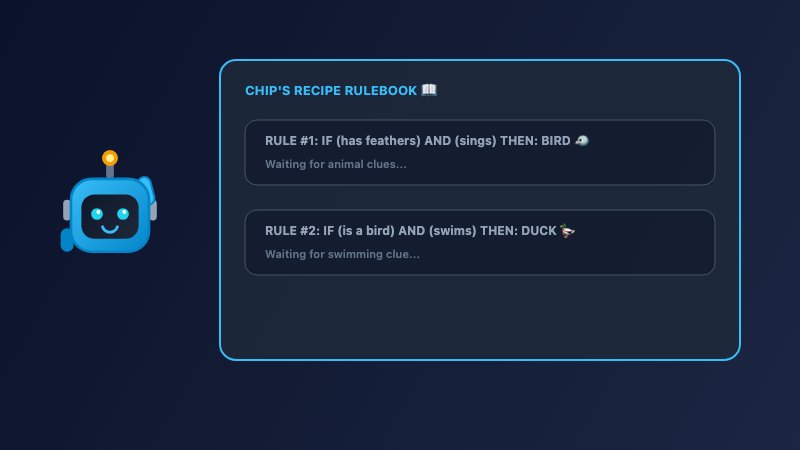 CHIP'S RECIPE RULEBOOK 📖
RULE #1: IF (has feathers) AND (sings) THEN: BIRD 🐦
Waiting for animal clues...
RULE #2: IF (is a bird) AND (swims) THEN: DUCK 🦆
Waiting for swimming clue...